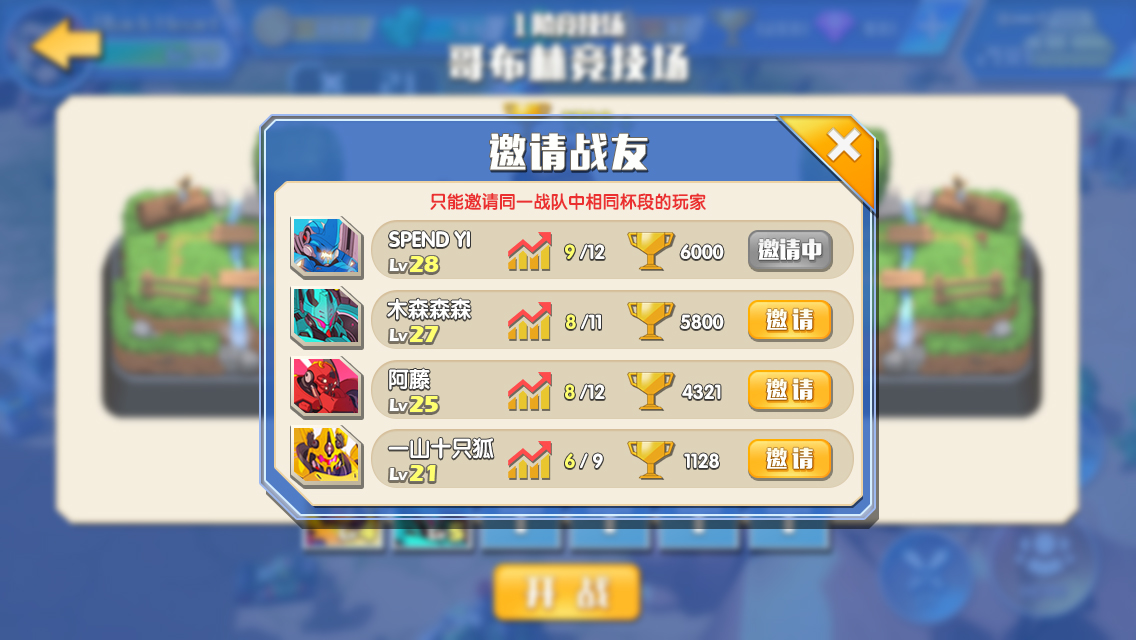 1阶竞技场
哥布林竞技场
邀请战友
只能邀请同一战队中相同杯段的玩家
SPEND YI
Lv28
9/12
6000
邀请中
木森森森
Lv27
8/11
5800
邀请
阿藤
Lv25
8/12
4321
邀请
一山十只狐
Lv21
6/9
1128
邀请
开战